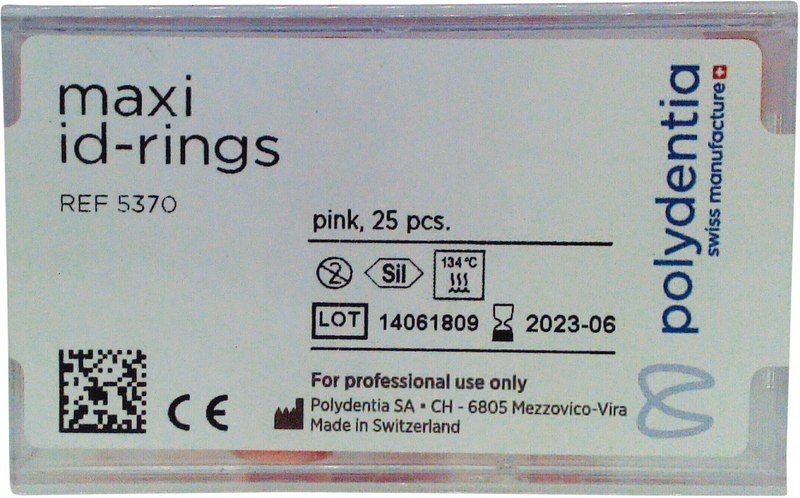 maxi
id-rings
REF 5370
pink, 25 pcs.
2
Sil
134 °C
LOT 14061809 2023-06
For professional use only
Polydentia SA • CH - 6805 Mezzovico-Vira
Made in Switzerland
CE
polydentia
swiss manufacture